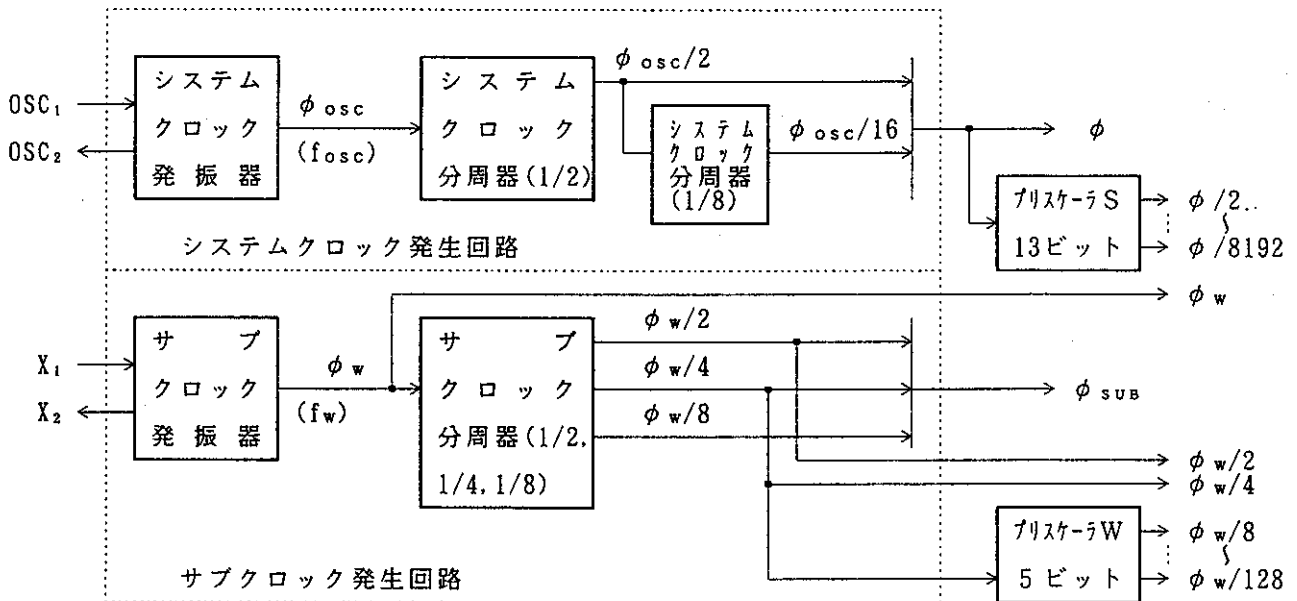 OSC₁
OSC₂
システム
クロック
発振器
φosc
(fosc)
システム
クロック
分周器(1/2)
φosc/2
システム
クロック
分周器
(1/8)
φosc/16
φ
プリスケーラS
13ビット
φ/2..
φ/8192
システムクロック発生回路
X₁
X₂
サブ
クロック
発振器
φw
(fw)
サブ
クロック
分周器(1/2,
1/4,1/8)
φw/2
φw/4
φw/8
φw
φSUB
φw/2
φw/4
プリスケーラW
5ビット
φw/8
φw/128
サブクロック発生回路